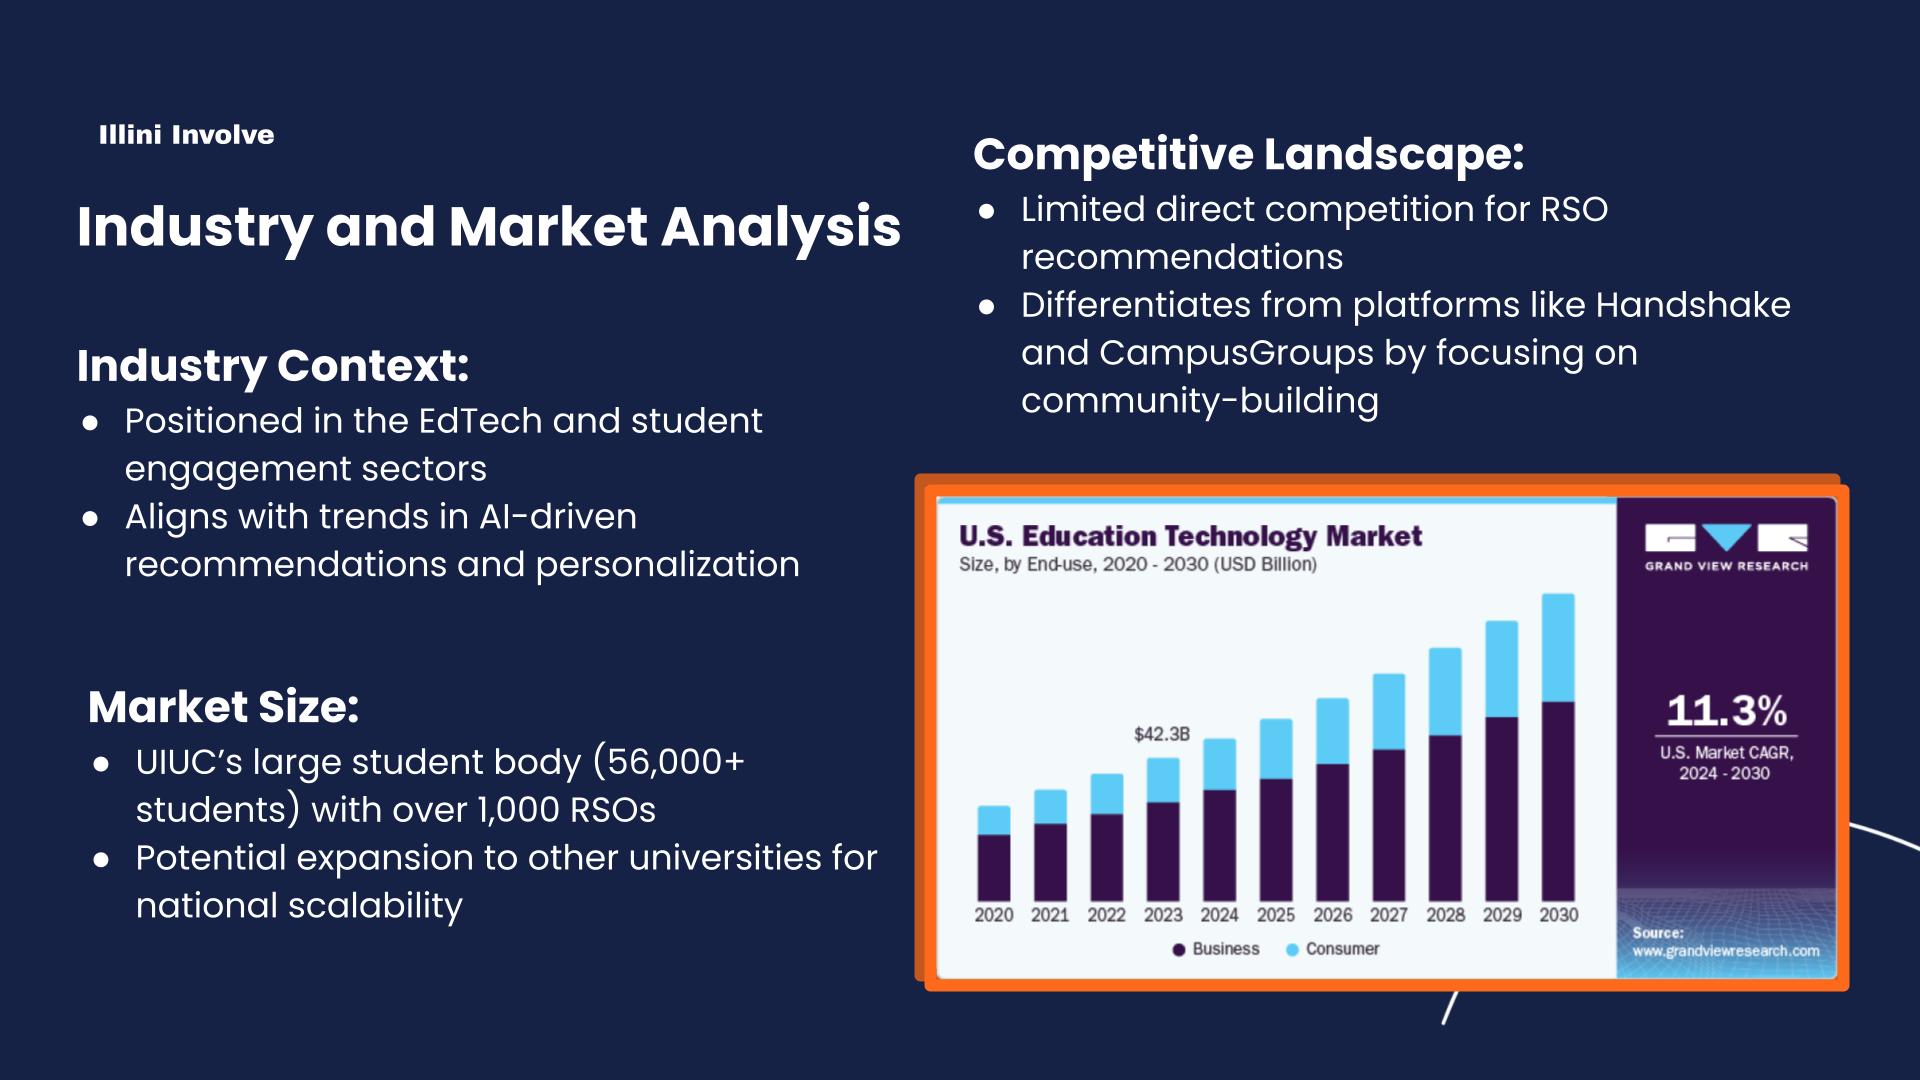 Illini Involve
Industry and Market Analysis
Industry Context:
● Positioned in the EdTech and student
engagement sectors
● Aligns with trends in AI-driven
recommendations and personalization
Market Size:
● UIUC’s large student body (56,000+
students) with over 1,000 RSOs
● Potential expansion to other universities for
national scalability
Competitive Landscape:
● Limited direct competition for RSO
recommendations
● Differentiates from platforms like Handshake
and CampusGroups by focusing on
community-building
U.S. Education Technology Market
Size, by End-use, 2020 - 2030 (USD Billion)
$42.3B
2020 2021 2022 2023 2024 2025 2026 2027 2028 2029 2030
Business Consumer
GRAND VIEW RESEARCH
11.3%
U.S. Market CAGR,
2024 - 2030
Source:
www.grandviewresearch.com